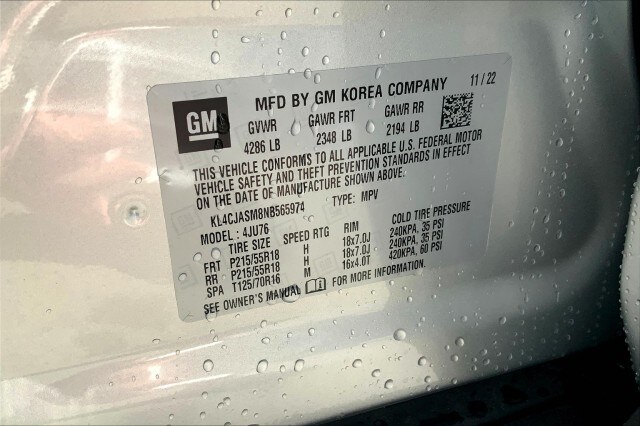 GM
MFD BY GM KOREA COMPANY 11 / 22
GVWR GAWR FRT GAWR RR
4286 LB 2348 LB 2194 LB
THIS VEHICLE CONFORMS TO ALL APPLICABLE U.S. FEDERAL MOTOR
VEHICLE SAFETY AND THEFT PREVENTION STANDARDS IN EFFECT
ON THE DATE OF MANUFACTURE SHOWN ABOVE.
KL4CJASM8NB565974 TYPE: MPV
MODEL: 4JU76
TIRE SIZE SPEED RTG RIM COLD TIRE PRESSURE
FRT P215/55R18 H 18x7.0J 240KPA, 35 PSI
RR - P215/55R18 H 18x7.0J 240KPA, 35 PSI
SPA T125/70R16 M 16x4.0T 420KPA, 60 PSI
SEE OWNER'S MANUAL FOR MORE INFORMATION.